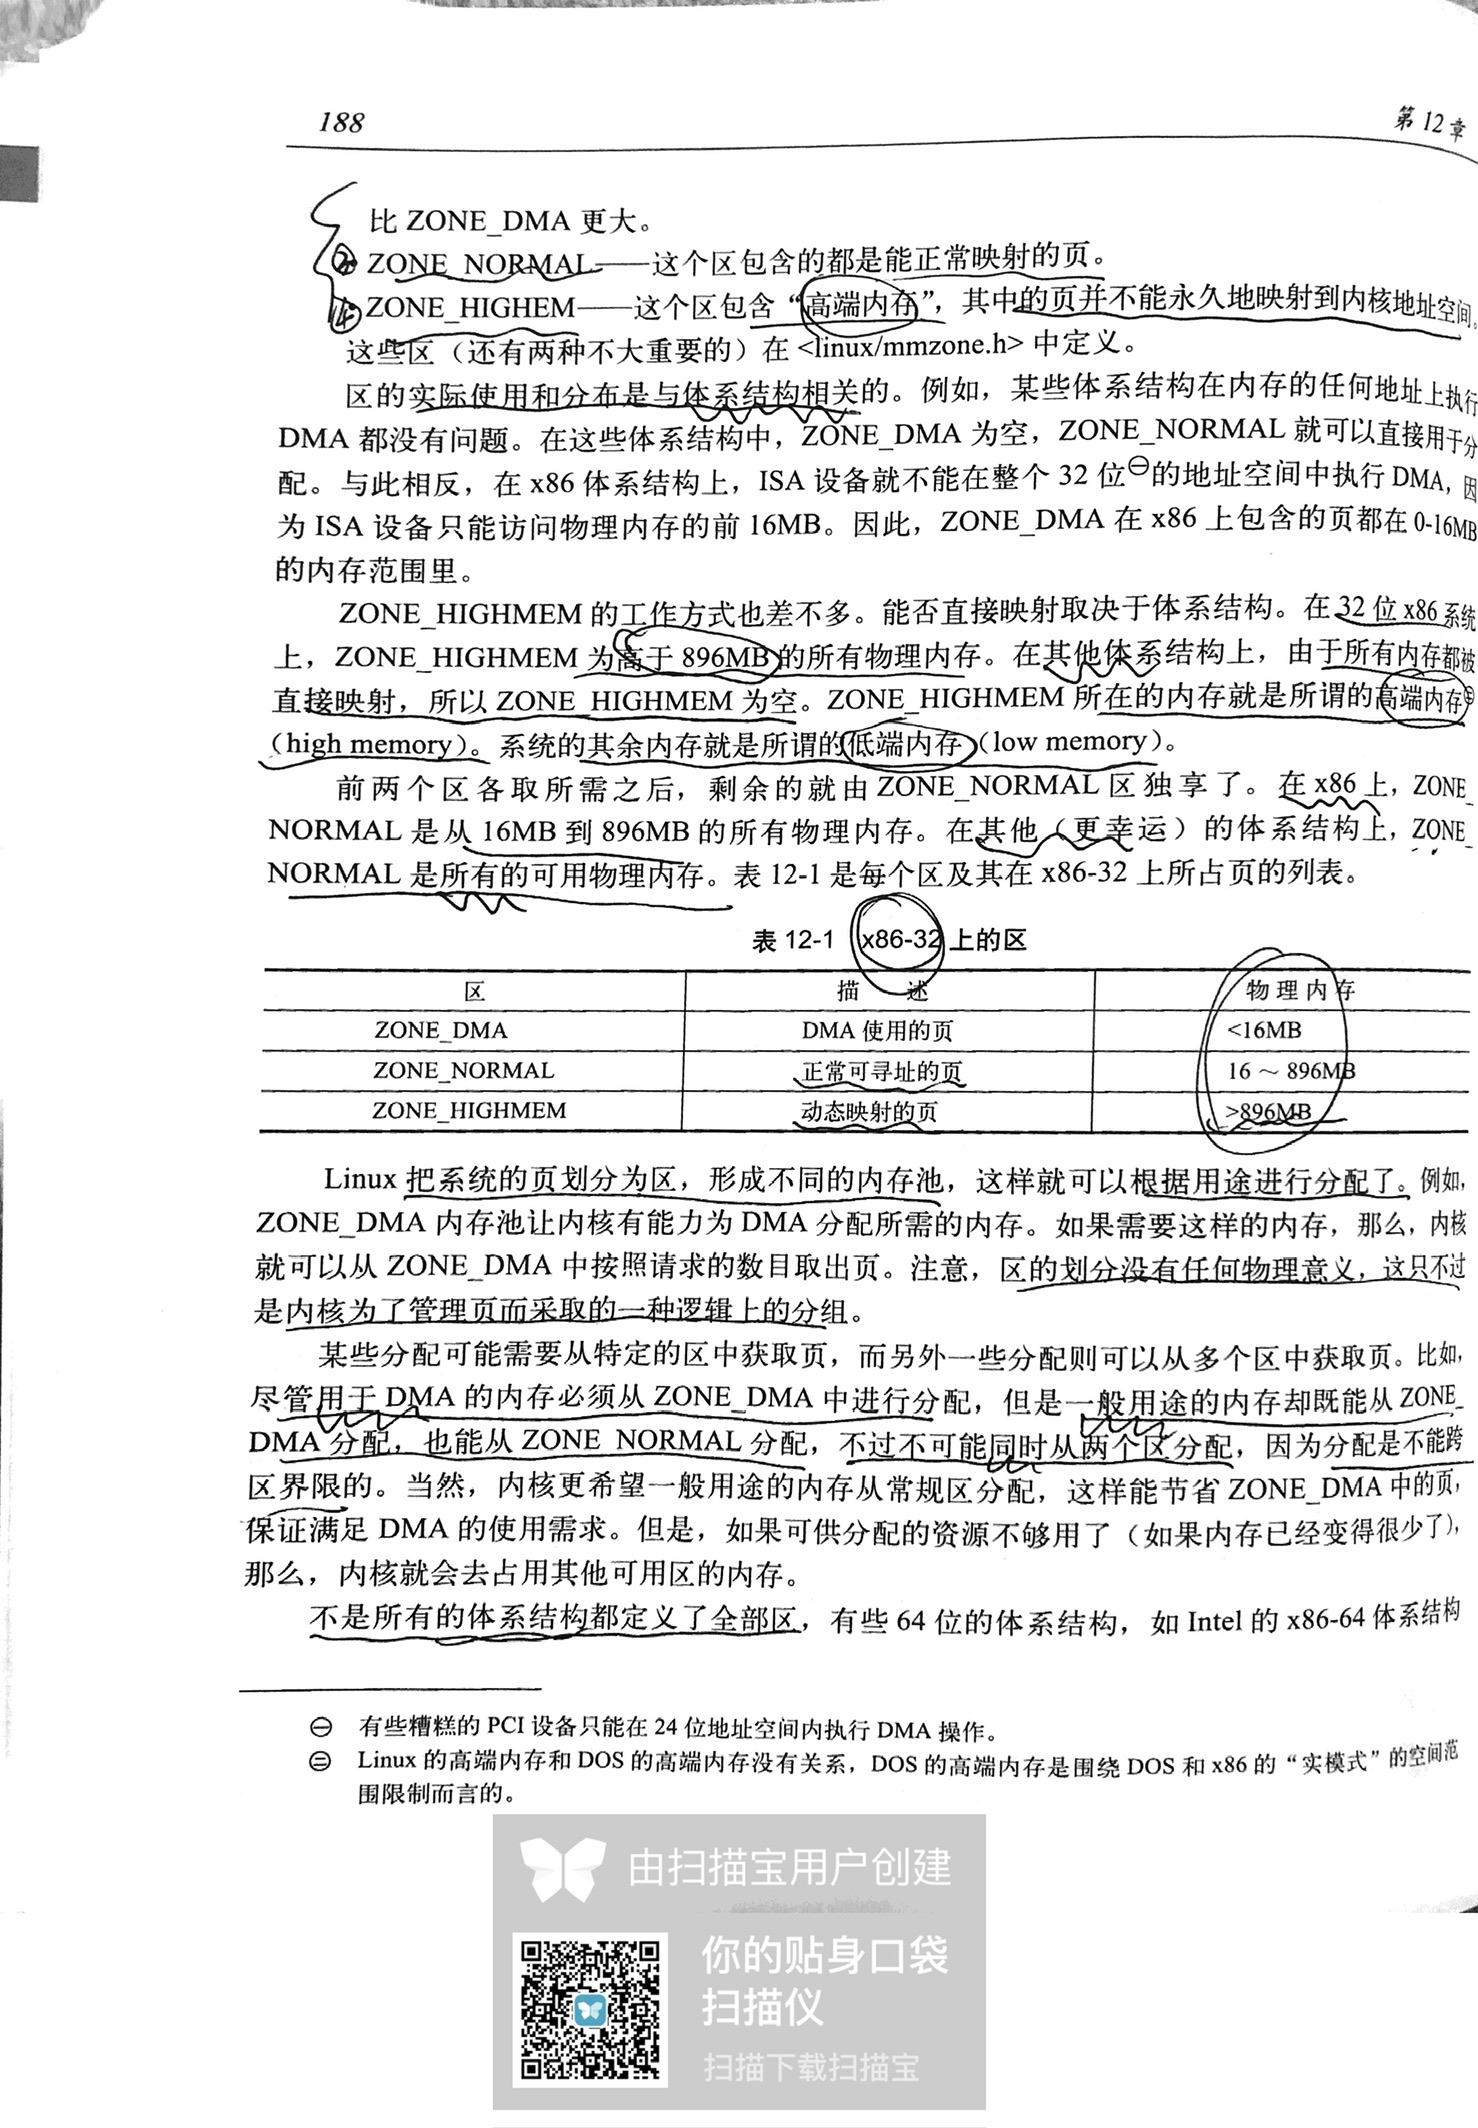 188
第12章
比 ZONE_DMA 更大。
③ ZONE_NORMAL——这个区包含的都是能正常映射的页。
④ ZONE_HIGHEM——这个区包含“高端内存”，其中的页并不能永久地映射到内核地址空间。
这些区（还有两种不大重要的）在 <linux/mmzone.h> 中定义。
区的实际使用和分布是与体系结构相关的。例如，某些体系结构在内存的任何地址上执行
DMA 都没有问题。在这些体系结构中，ZONE_DMA 为空，ZONE_NORMAL 就可以直接用于分
配。与此相反，在 x86 体系结构上，ISA 设备就不能在整个 32 位㊀的地址空间中执行 DMA，因
为 ISA 设备只能访问物理内存的前 16MB。因此，ZONE_DMA 在 x86 上包含的页都在 0-16MB
的内存范围里。
ZONE_HIGHMEM 的工作方式也差不多。能否直接映射取决于体系结构。在 32 位 x86 系统
上，ZONE_HIGHMEM 为高于 896MB 的所有物理内存。在其他体系结构上，由于所有内存都被
直接映射，所以 ZONE_HIGHMEM 为空。ZONE_HIGHMEM 所在的内存就是所谓的高端内存㊁
（high memory）。系统的其余内存就是所谓的低端内存（low memory）。
前两个区各取所需之后，剩余的就由 ZONE_NORMAL 区独享了。在 x86 上，ZONE_
NORMAL 是从 16MB 到 896MB 的所有物理内存。在其他（更幸运）的体系结构上，ZONE_
NORMAL 是所有的可用物理内存。表 12-1 是每个区及其在 x86-32 上所占页的列表。
表 12-1 x86-32 上的区
区 描 述 物理内存
ZONE_DMA DMA 使用的页 <16MB
ZONE_NORMAL 正常可寻址的页 16 ～ 896MB
ZONE_HIGHMEM 动态映射的页 >896MB
Linux 把系统的页划分为区，形成不同的内存池，这样就可以根据用途进行分配了。例如，
ZONE_DMA 内存池让内核有能力为 DMA 分配所需的内存。如果需要这样的内存，那么，内核
就可以从 ZONE_DMA 中按照请求的数目取出页。注意，区的划分没有任何物理意义，这只不过
是内核为了管理页而采取的一种逻辑上的分组。
某些分配可能需要从特定的区中获取页，而另外一些分配则可以从多个区中获取页。比如，
尽管用于 DMA 的内存必须从 ZONE_DMA 中进行分配，但是一般用途的内存却既能从 ZONE_
DMA 分配，也能从 ZONE_NORMAL 分配，不过不可能同时从两个区分配，因为分配是不能跨
区界限的。当然，内核更希望一般用途的内存从常规区分配，这样能节省 ZONE_DMA 中的页，
保证满足 DMA 的使用需求。但是，如果可供分配的资源不够用了（如果内存已经变得很少了），
那么，内核就会去占用其他可用区的内存。
不是所有的体系结构都定义了全部区，有些 64 位的体系结构，如 Intel 的 x86-64 体系结构
㊀ 有些糟糕的 PCI 设备只能在 24 位地址空间内执行 DMA 操作。
㊁ Linux 的高端内存和 DOS 的高端内存没有关系，DOS 的高端内存是围绕 DOS 和 x86 的“实模式”的空间范
围限制而言的。
由扫描宝用户创建
你的贴身口袋
扫描仪
扫描下载扫描宝